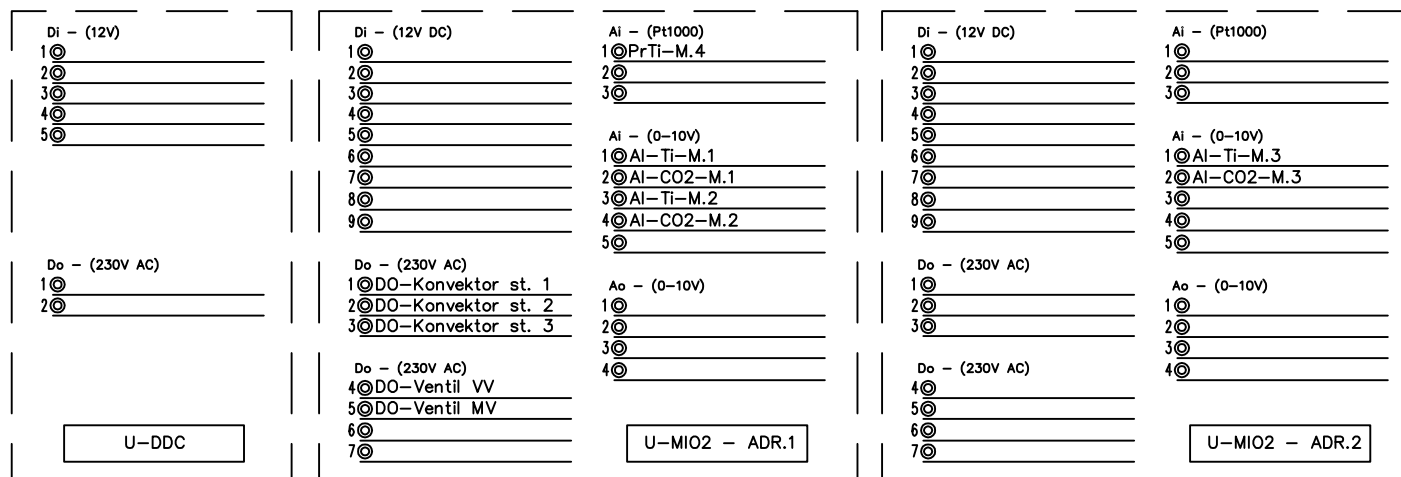 Di – (12V)
1
2
3
4
5
Do – (230V AC)
1
2
U–DDC
Di – (12V DC)
1
2
3
4
5
6
7
8
9
Do – (230V AC)
1 DO–Konvektor st. 1
2 DO–Konvektor st. 2
3 DO–Konvektor st. 3
Do – (230V AC)
4 DO–Ventil VV
5 DO–Ventil MV
6
7
Ai – (Pt1000)
1 PrTi–M.4
2
3
Ai – (0–10V)
1 AI–Ti–M.1
2 AI–CO2–M.1
3 AI–Ti–M.2
4 AI–CO2–M.2
5
Ao – (0–10V)
1
2
3
4
U–MIO2 – ADR.1
Di – (12V DC)
1
2
3
4
5
6
7
8
9
Do – (230V AC)
1
2
3
Do – (230V AC)
4
5
6
7
Ai – (Pt1000)
1
2
3
Ai – (0–10V)
1 AI–Ti–M.3
2 AI–CO2–M.3
3
4
5
Ao – (0–10V)
1
2
3
4
U–MIO2 – ADR.2